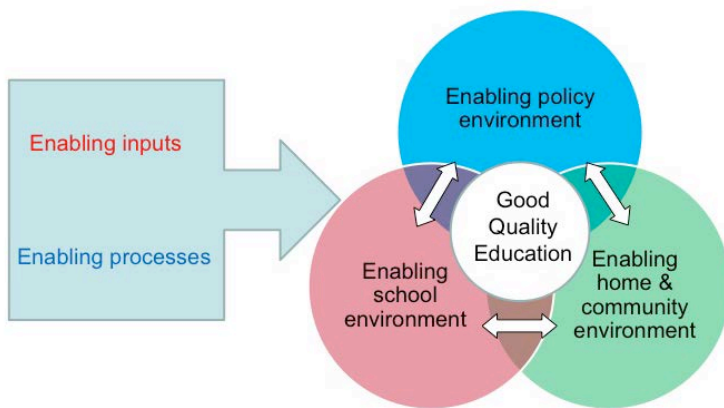 Enabling inputs
Enabling processes
Enabling policy
environment
Good
Quality
Education
Enabling
school
environment
Enabling
home &
community
environment